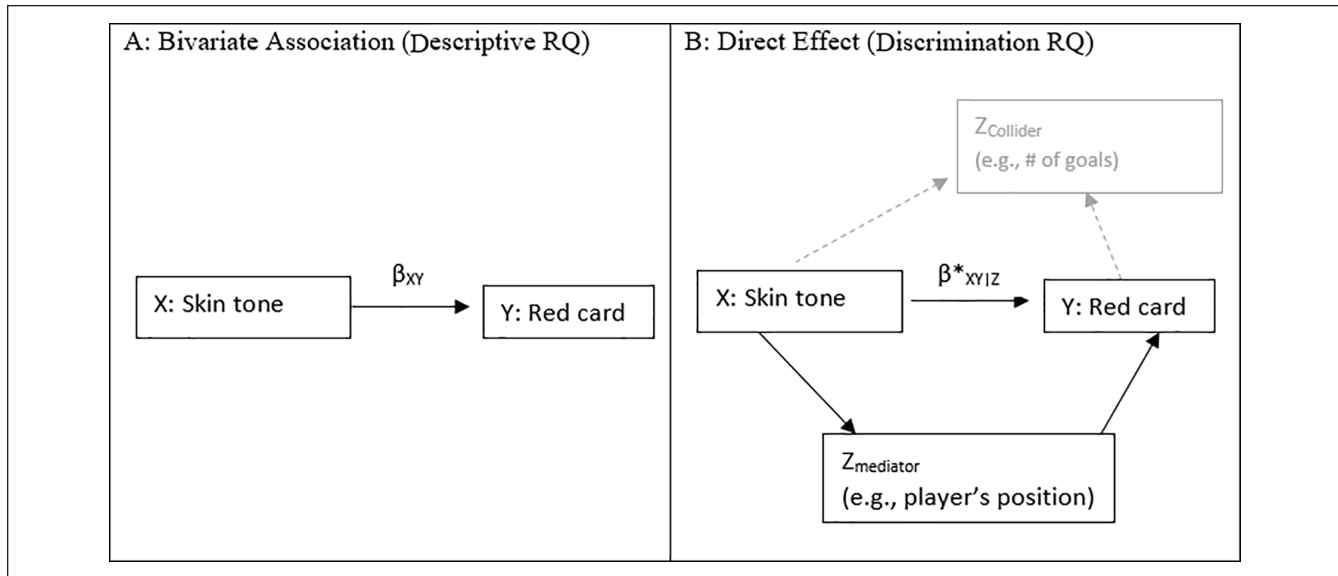 A: Bivariate Association (Descriptive RQ)
X: Skin tone
βXY
Y: Red card
B: Direct Effect (Discrimination RQ)
ZCollider
(e.g., # of goals)
X: Skin tone
β*XY|Z
Y: Red card
Zmediator
(e.g., player’s position)